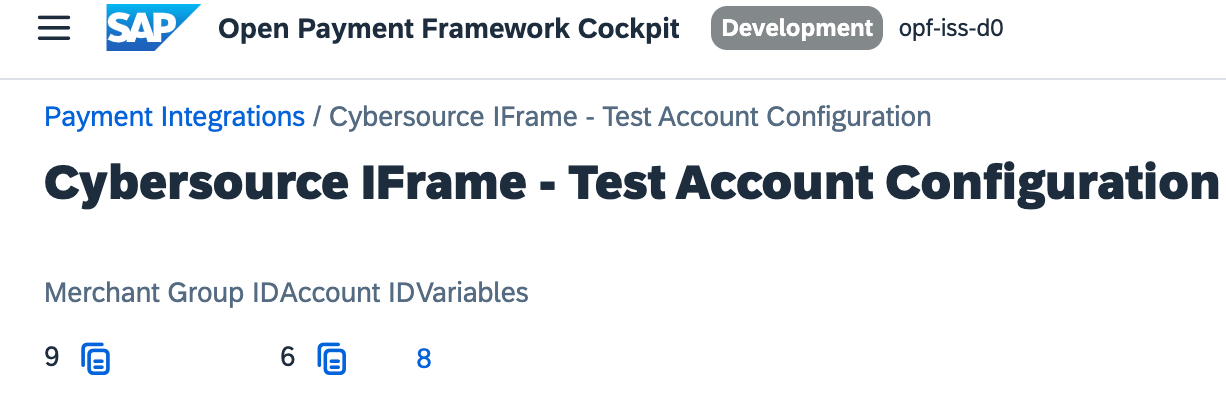 SAP Open Payment Framework Cockpit Development opf-iss-d0
Payment Integrations / Cybersource IFrame - Test Account Configuration
Cybersource IFrame - Test Account Configuration
Merchant Group IDAccount IDVariables
9 6 8